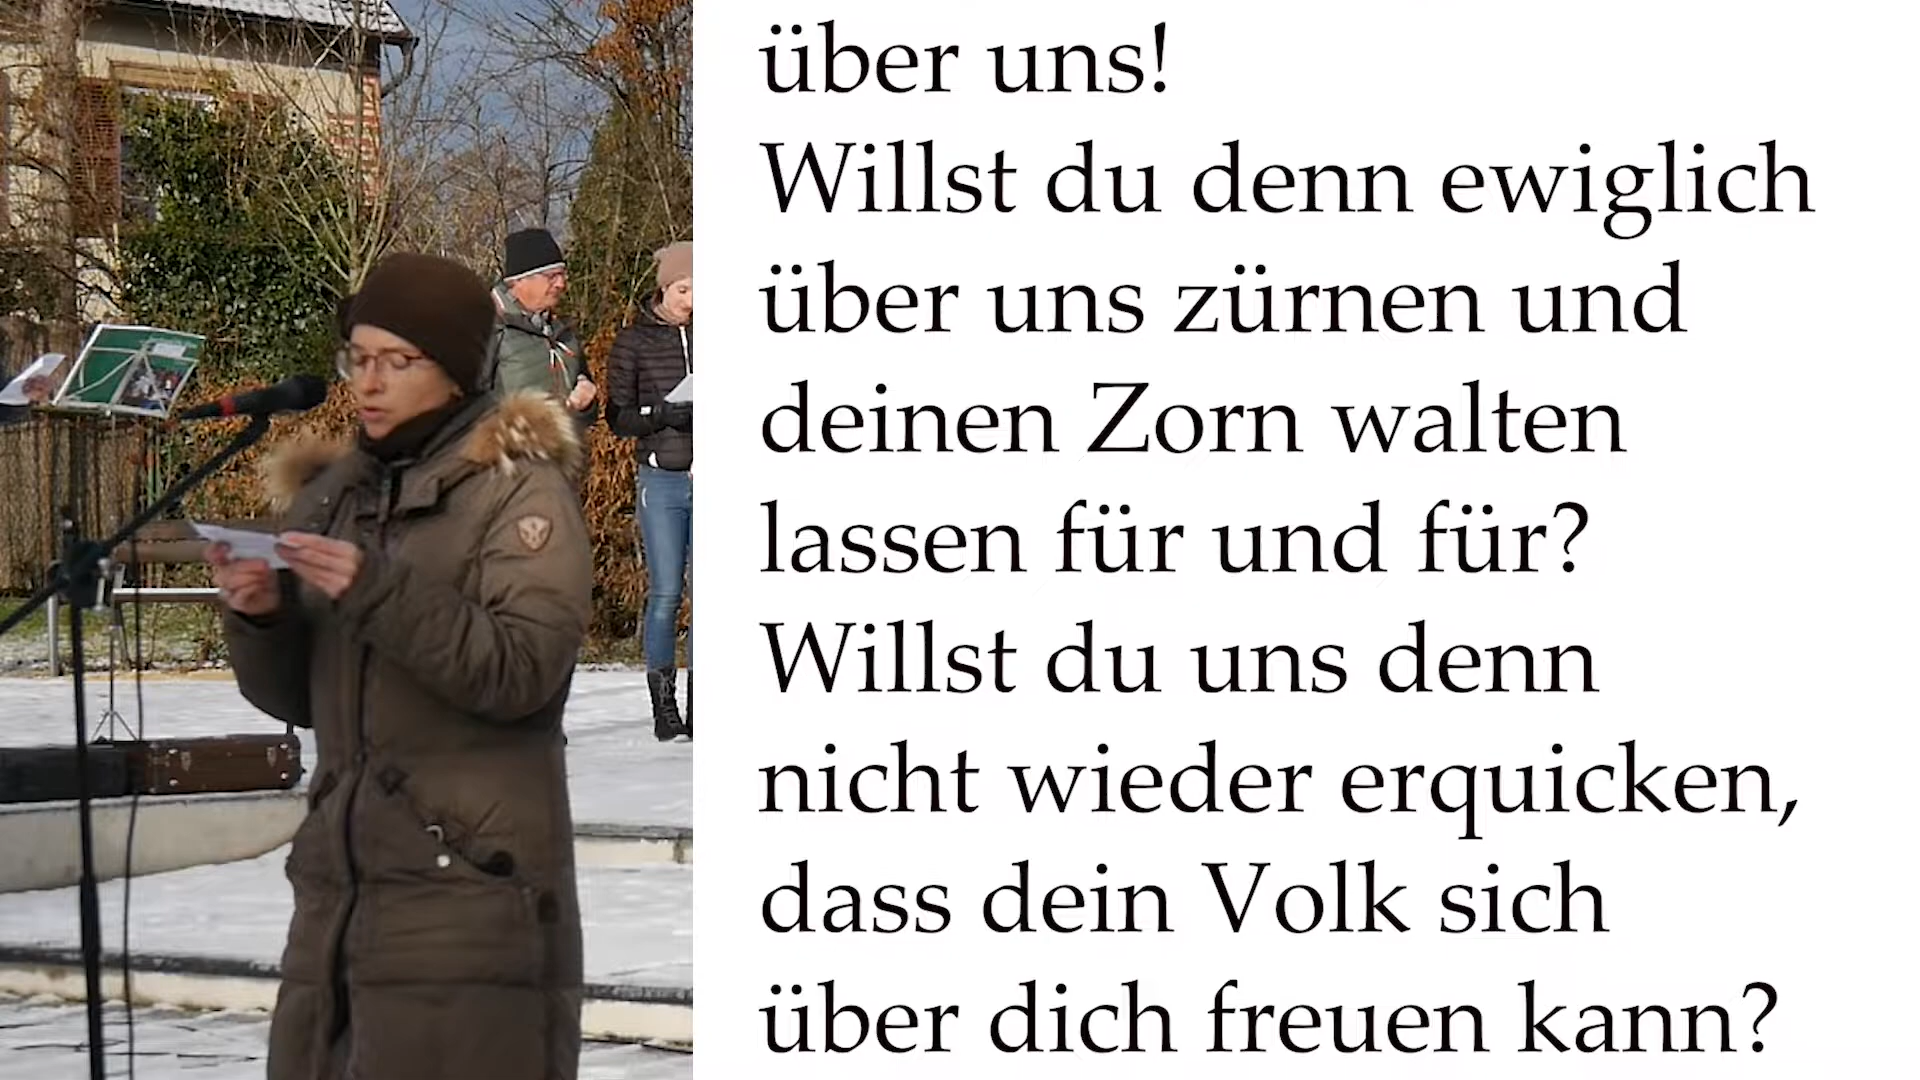 über uns!
Willst du denn ewiglich
über uns zürnen und
deinen Zorn walten
lassen für und für?
Willst du uns denn
nicht wieder erquicken,
dass dein Volk sich
über dich freuen kann?